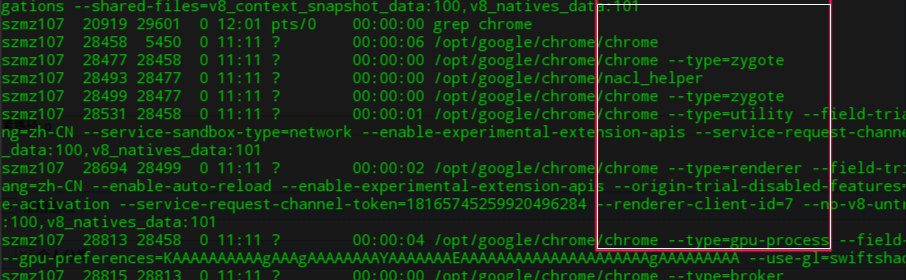 gations --shared-files=v8_context_snapshot_data:100,v8_natives_data:101
szmz107 20919 29601 0 12:01 pts/0 00:00:00 grep chrome
szmz107 28458 5450 0 11:11 ? 00:00:06 /opt/google/chrome/chrome
szmz107 28477 28458 0 11:11 ? 00:00:00 /opt/google/chrome/chrome --type=zygote
szmz107 28493 28477 0 11:11 ? 00:00:00 /opt/google/chrome/nacl_helper
szmz107 28499 28477 0 11:11 ? 00:00:00 /opt/google/chrome/chrome --type=zygote
szmz107 28531 28458 0 11:11 ? 00:00:01 /opt/google/chrome/chrome --type=utility --field-tria
ng=zh-CN --service-sandbox-type=network --enable-experimental-extension-apis --service-request-channe
_data:100,v8_natives_data:101
szmz107 28694 28499 0 11:11 ? 00:00:02 /opt/google/chrome/chrome --type=renderer --field-tr
ang=zh-CN --enable-auto-reload --enable-experimental-extension-apis --origin-trial-disabled-features=
e-activation --service-request-channel-token=18165745259920496284 --renderer-client-id=7 --no-v8-untr
:100,v8_natives_data:101
szmz107 28813 28458 0 11:11 ? 00:00:04 /opt/google/chrome/chrome --type=gpu-process --field-
--use-gl=swiftshad
szmz107 28815 28813 0 11:11 ? 00:00:00 /opt/google/chrome/chrome --type=broker